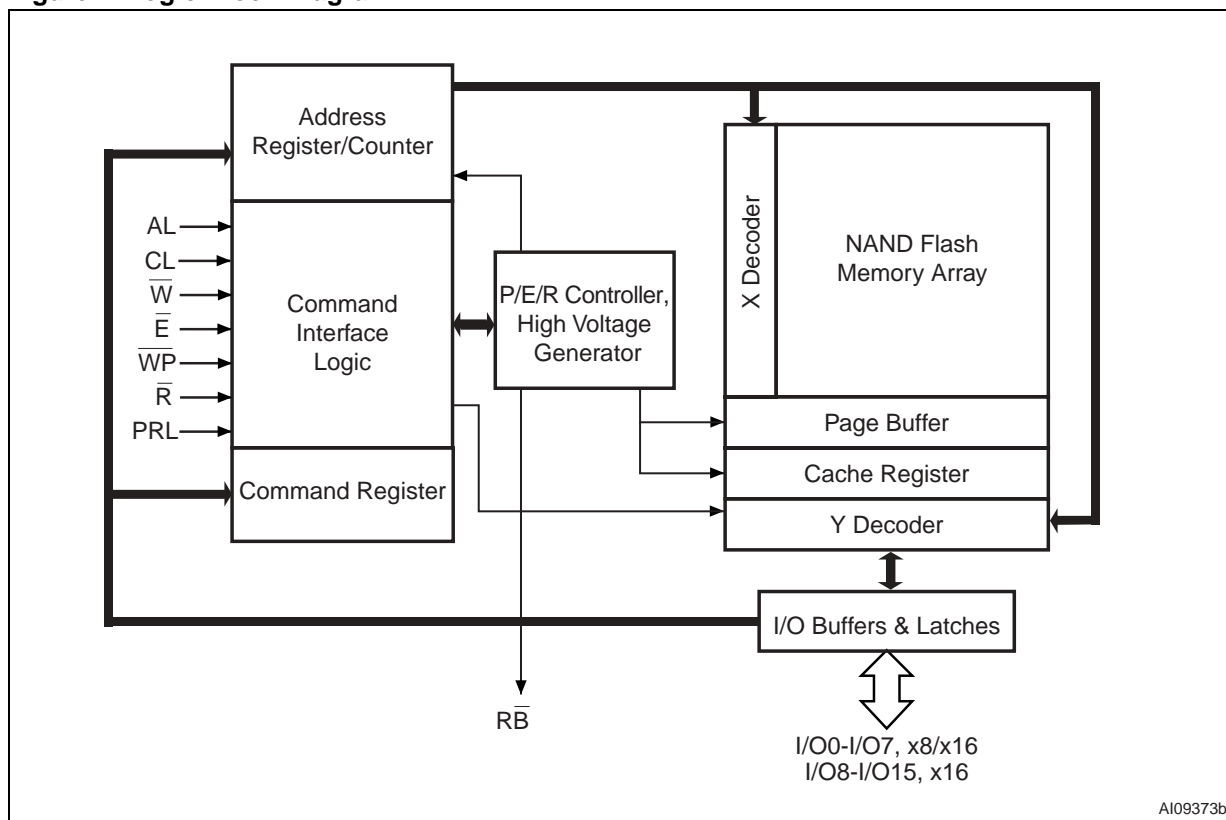 Address
Register/Counter
AL
CL
W̅
E̅
W̅P̅
R̅
PRL
Command
Interface
Logic
Command Register
P/E/R Controller,
High Voltage
Generator
RB̅
X Decoder
NAND Flash
Memory Array
Page Buffer
Cache Register
Y Decoder
I/O Buffers & Latches
I/O0-I/O7, x8/x16
I/O8-I/O15, x16
AI09373b